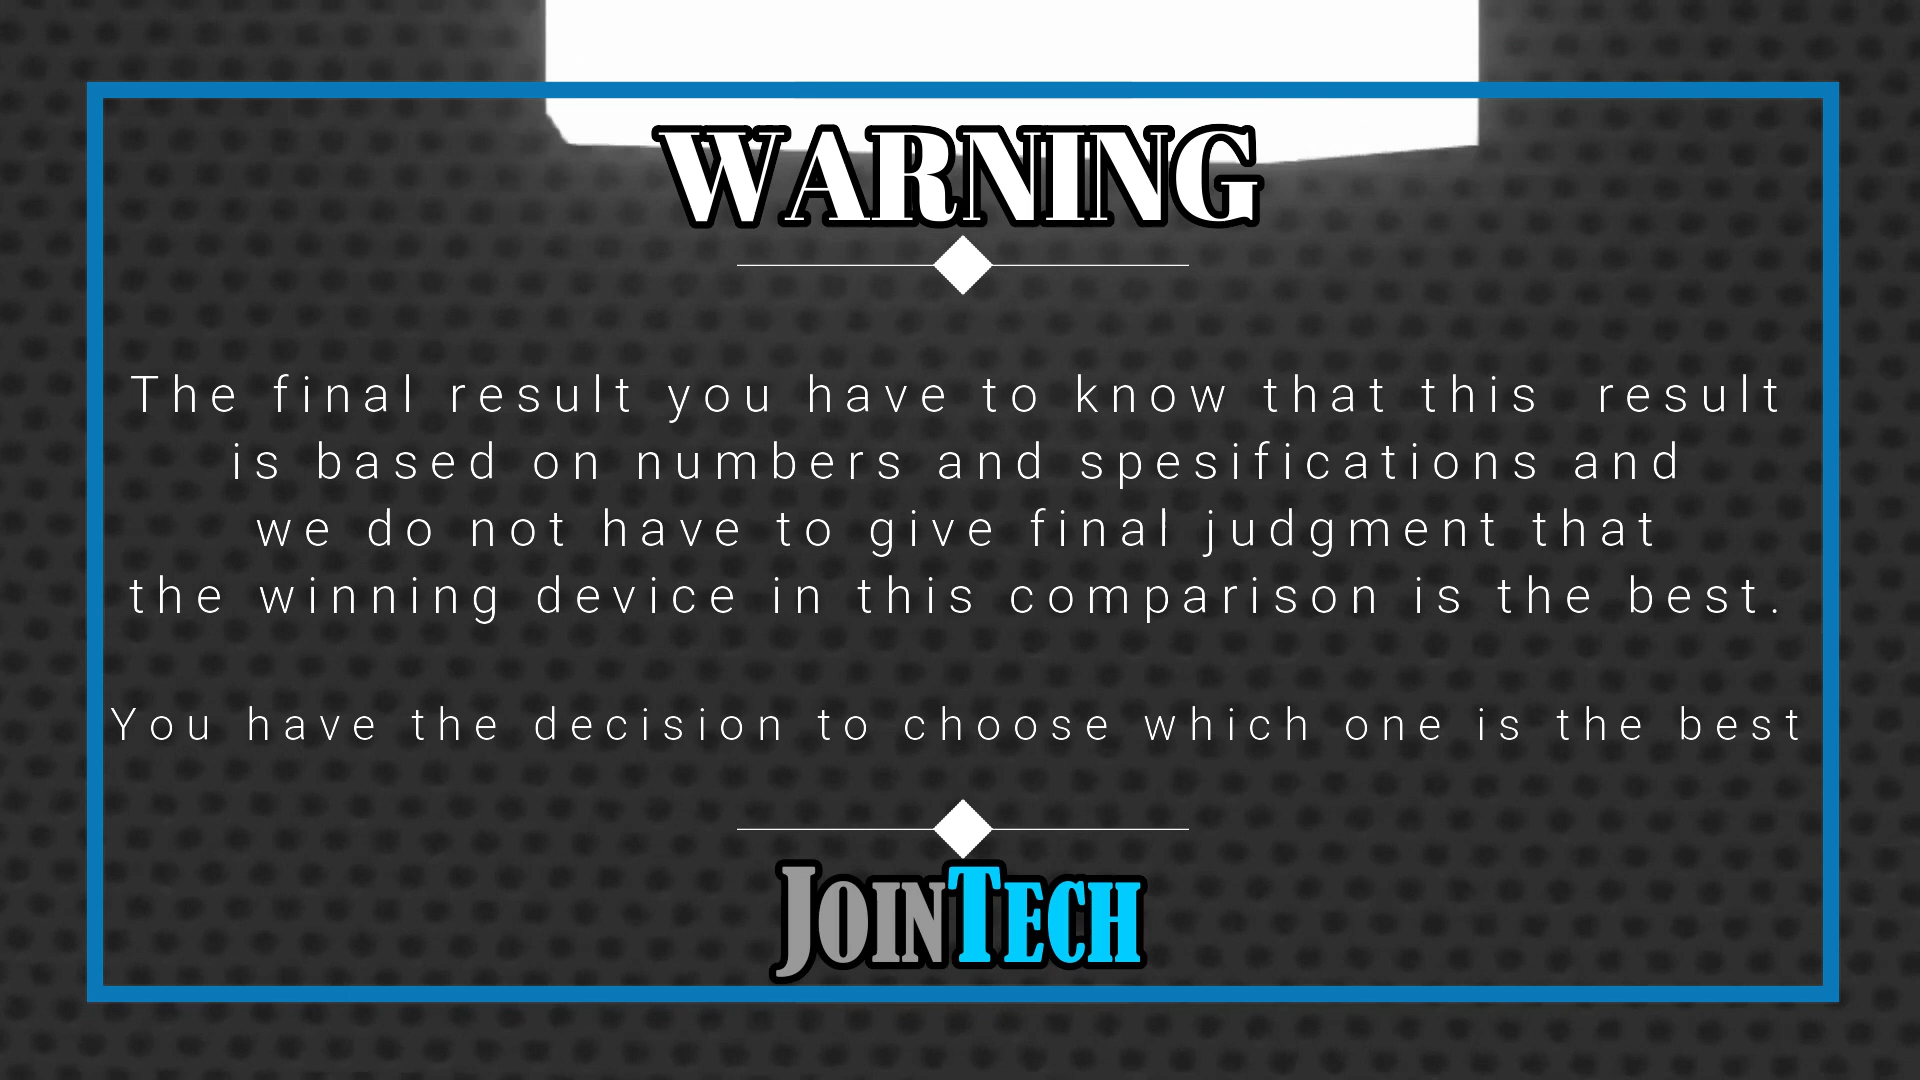 WARNING
The final result you have to know that this result
is based on numbers and spesifications and
we do not have to give final judgment that
the winning device in this comparison is the best.
You have the decision to choose which one is the best
JOINTECH